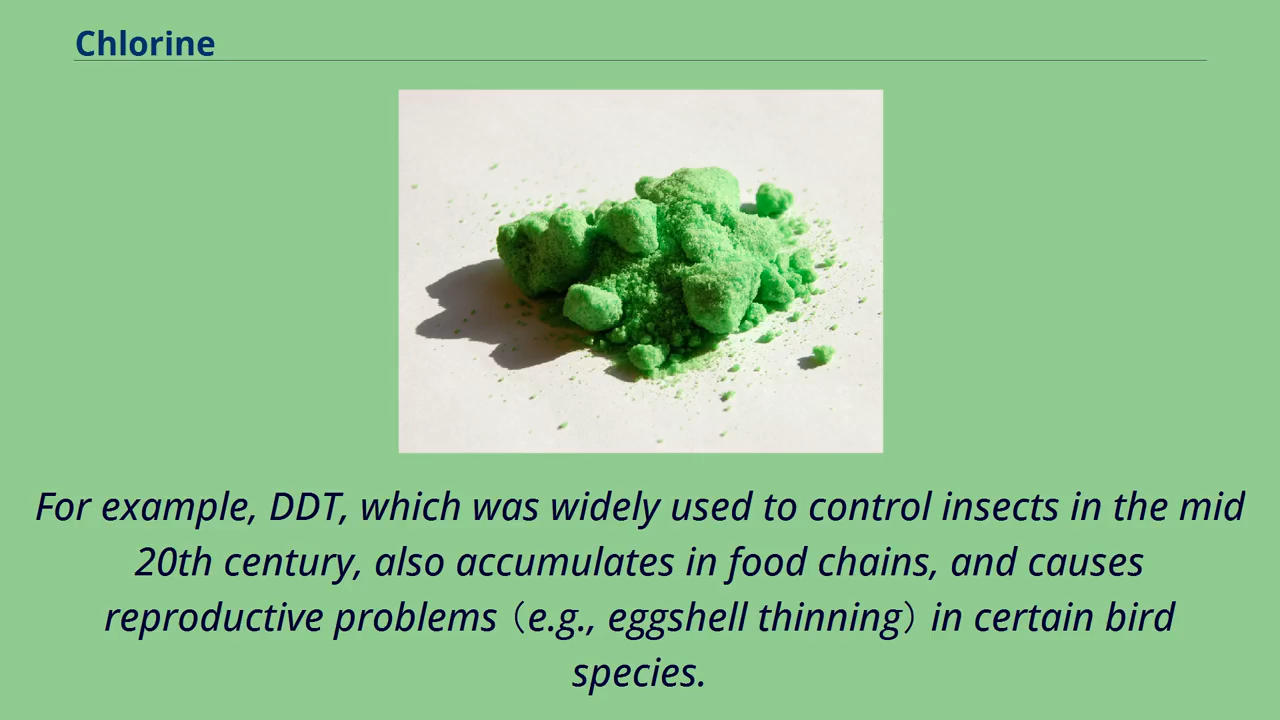 Chlorine
For example, DDT, which was widely used to control insects in the mid
20th century, also accumulates in food chains, and causes
reproductive problems（e.g., eggshell thinning）in certain bird
species.